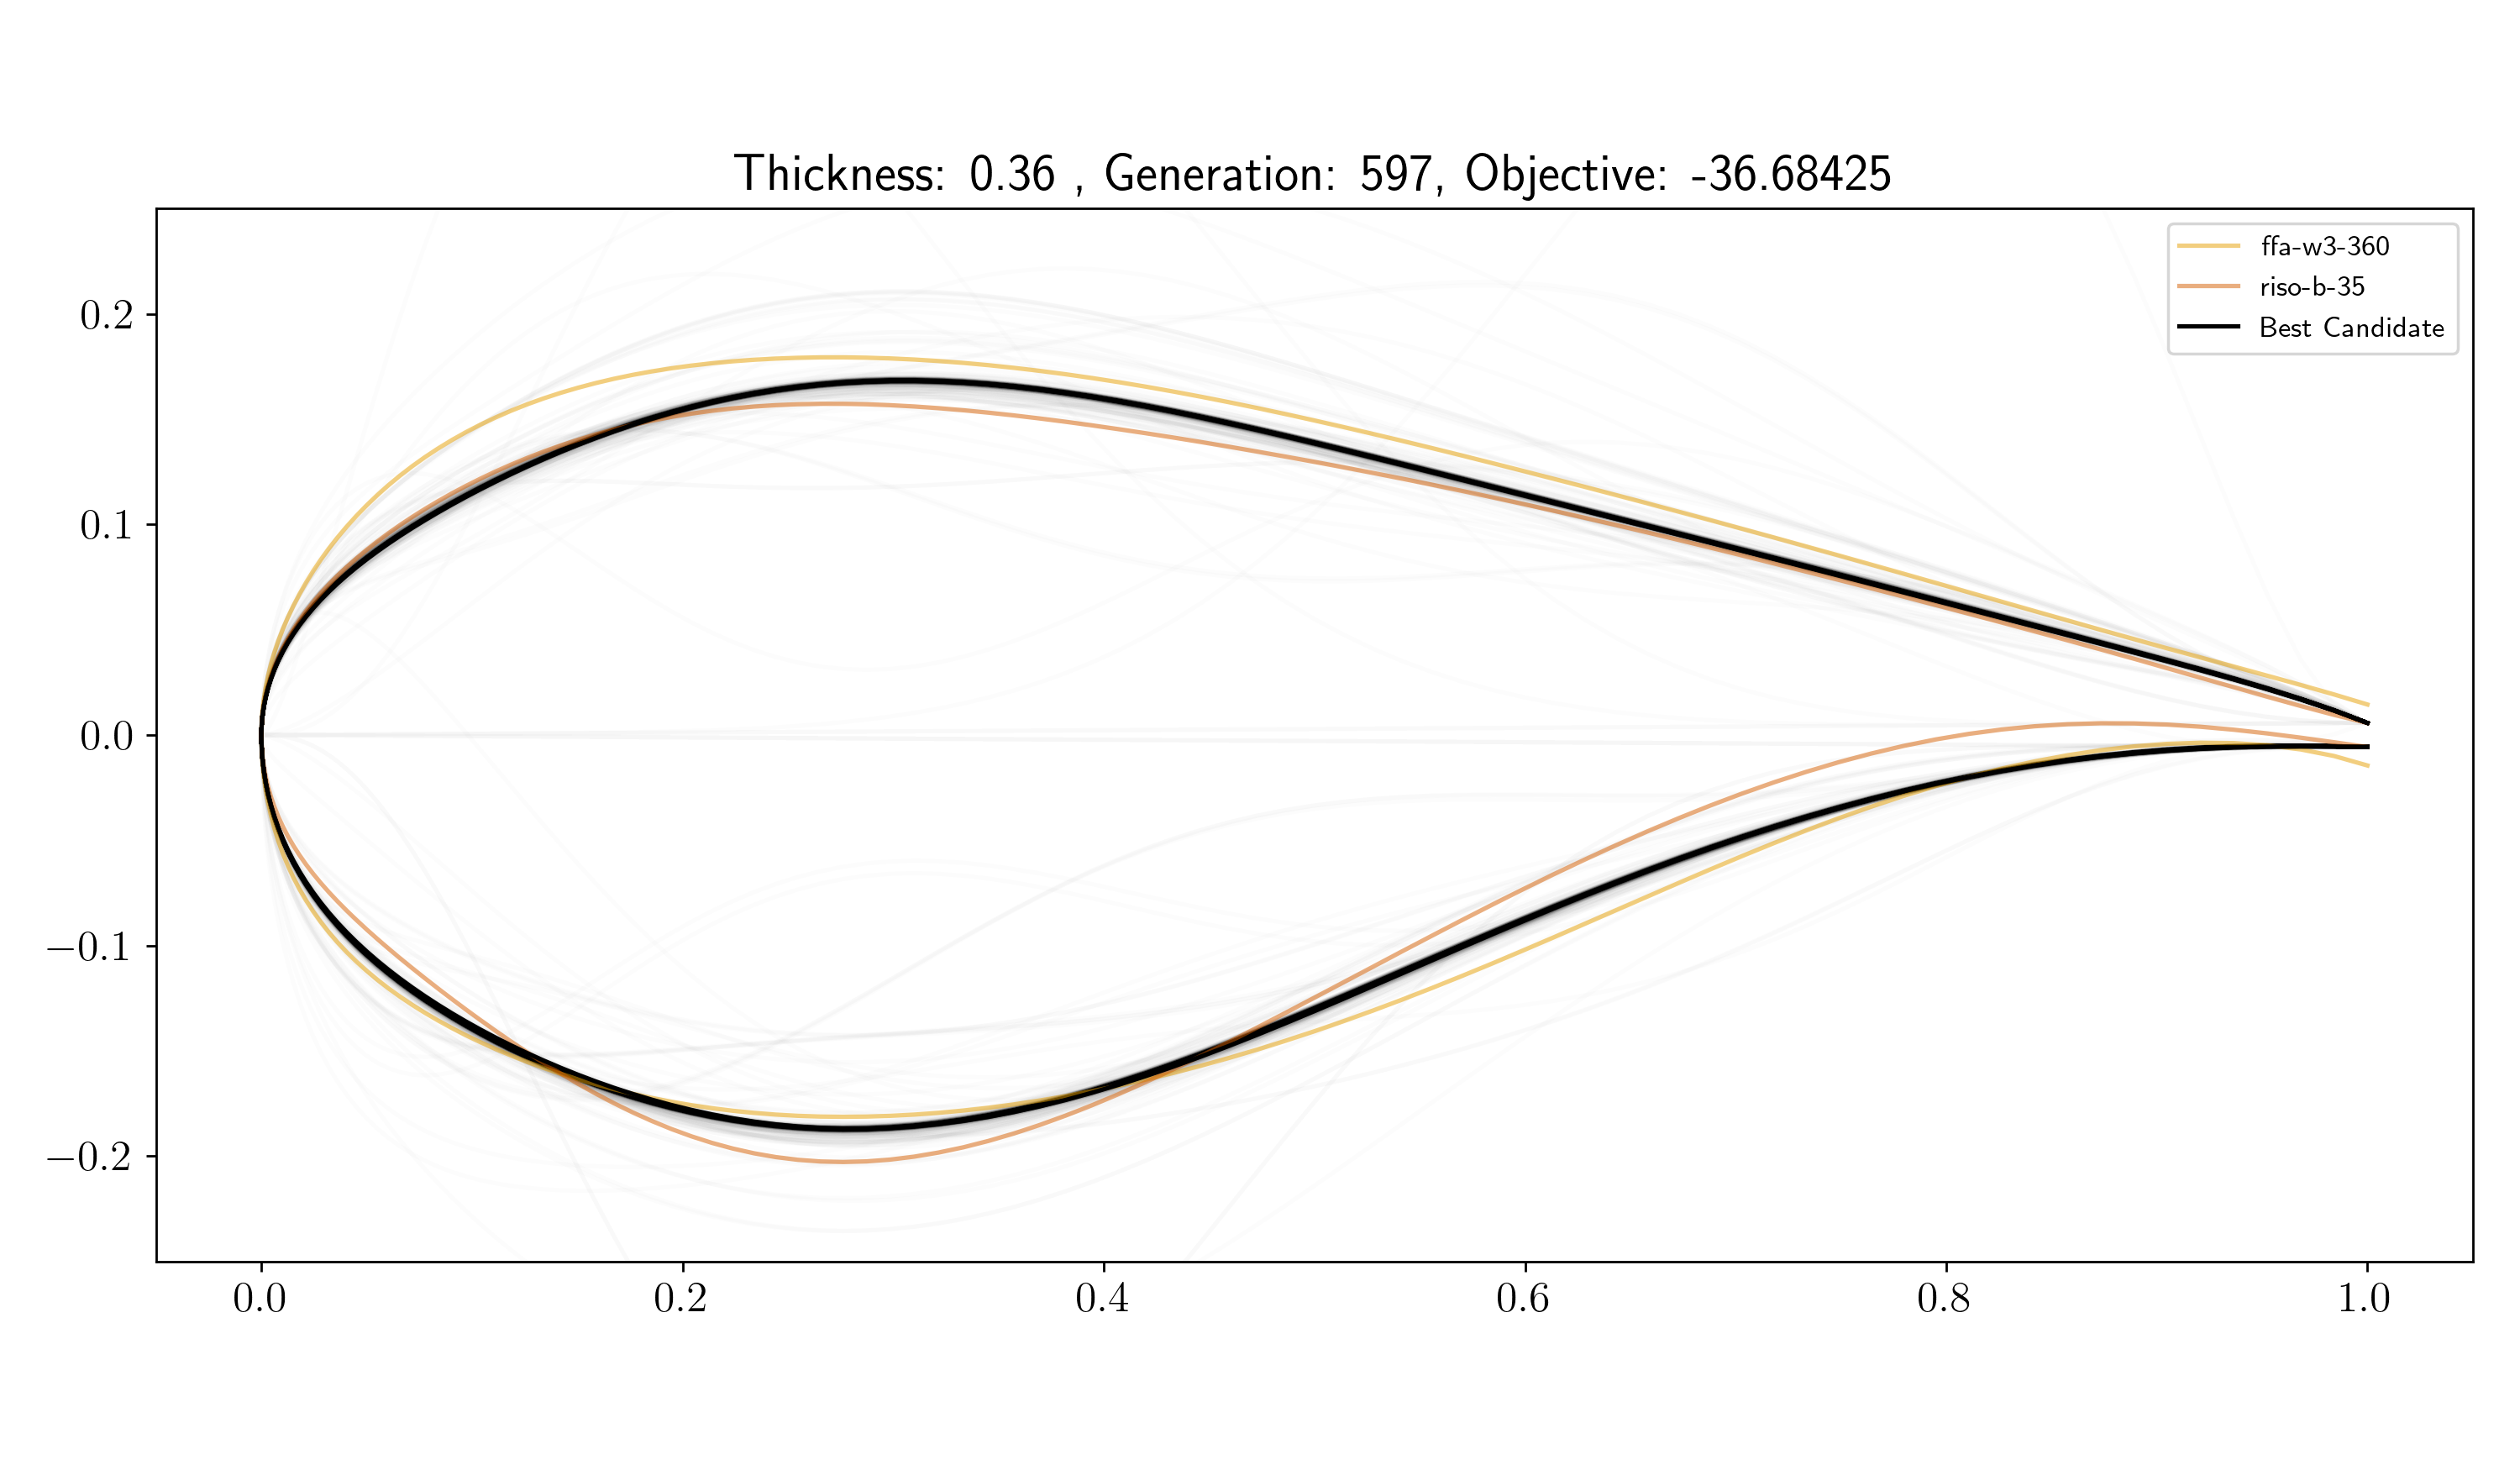 Thickness: 0.36 , Generation: 597, Objective: -36.68425
ffa-w3-360
riso-b-35
Best Candidate
0.2
0.1
0.0
−0.1
−0.2
0.0 0.2 0.4 0.6 0.8 1.0